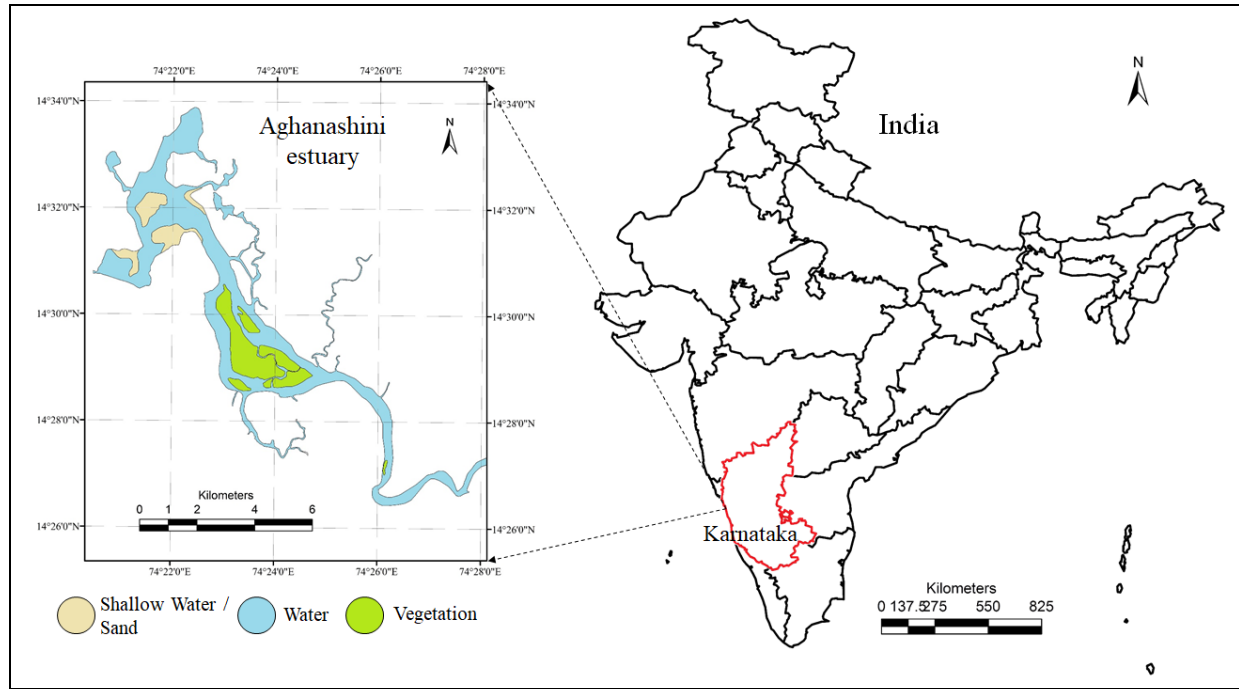 74°22'0"E 74°24'0"E 74°26'0"E 74°28'0"E
14°34'0"N
14°34'0"N
Aghanashini
estuary
N
14°32'0"N
14°32'0"N
14°30'0"N
14°30'0"N
14°28'0"N
14°28'0"N
Kilometers
0 1 2 4 6
14°26'0"N
14°26'0"N
74°22'0"E 74°24'0"E 74°26'0"E 74°28'0"E
Shallow Water /
Sand
Water
Vegetation
N
India
Karnataka
Kilometers
0 137.5275 550 825